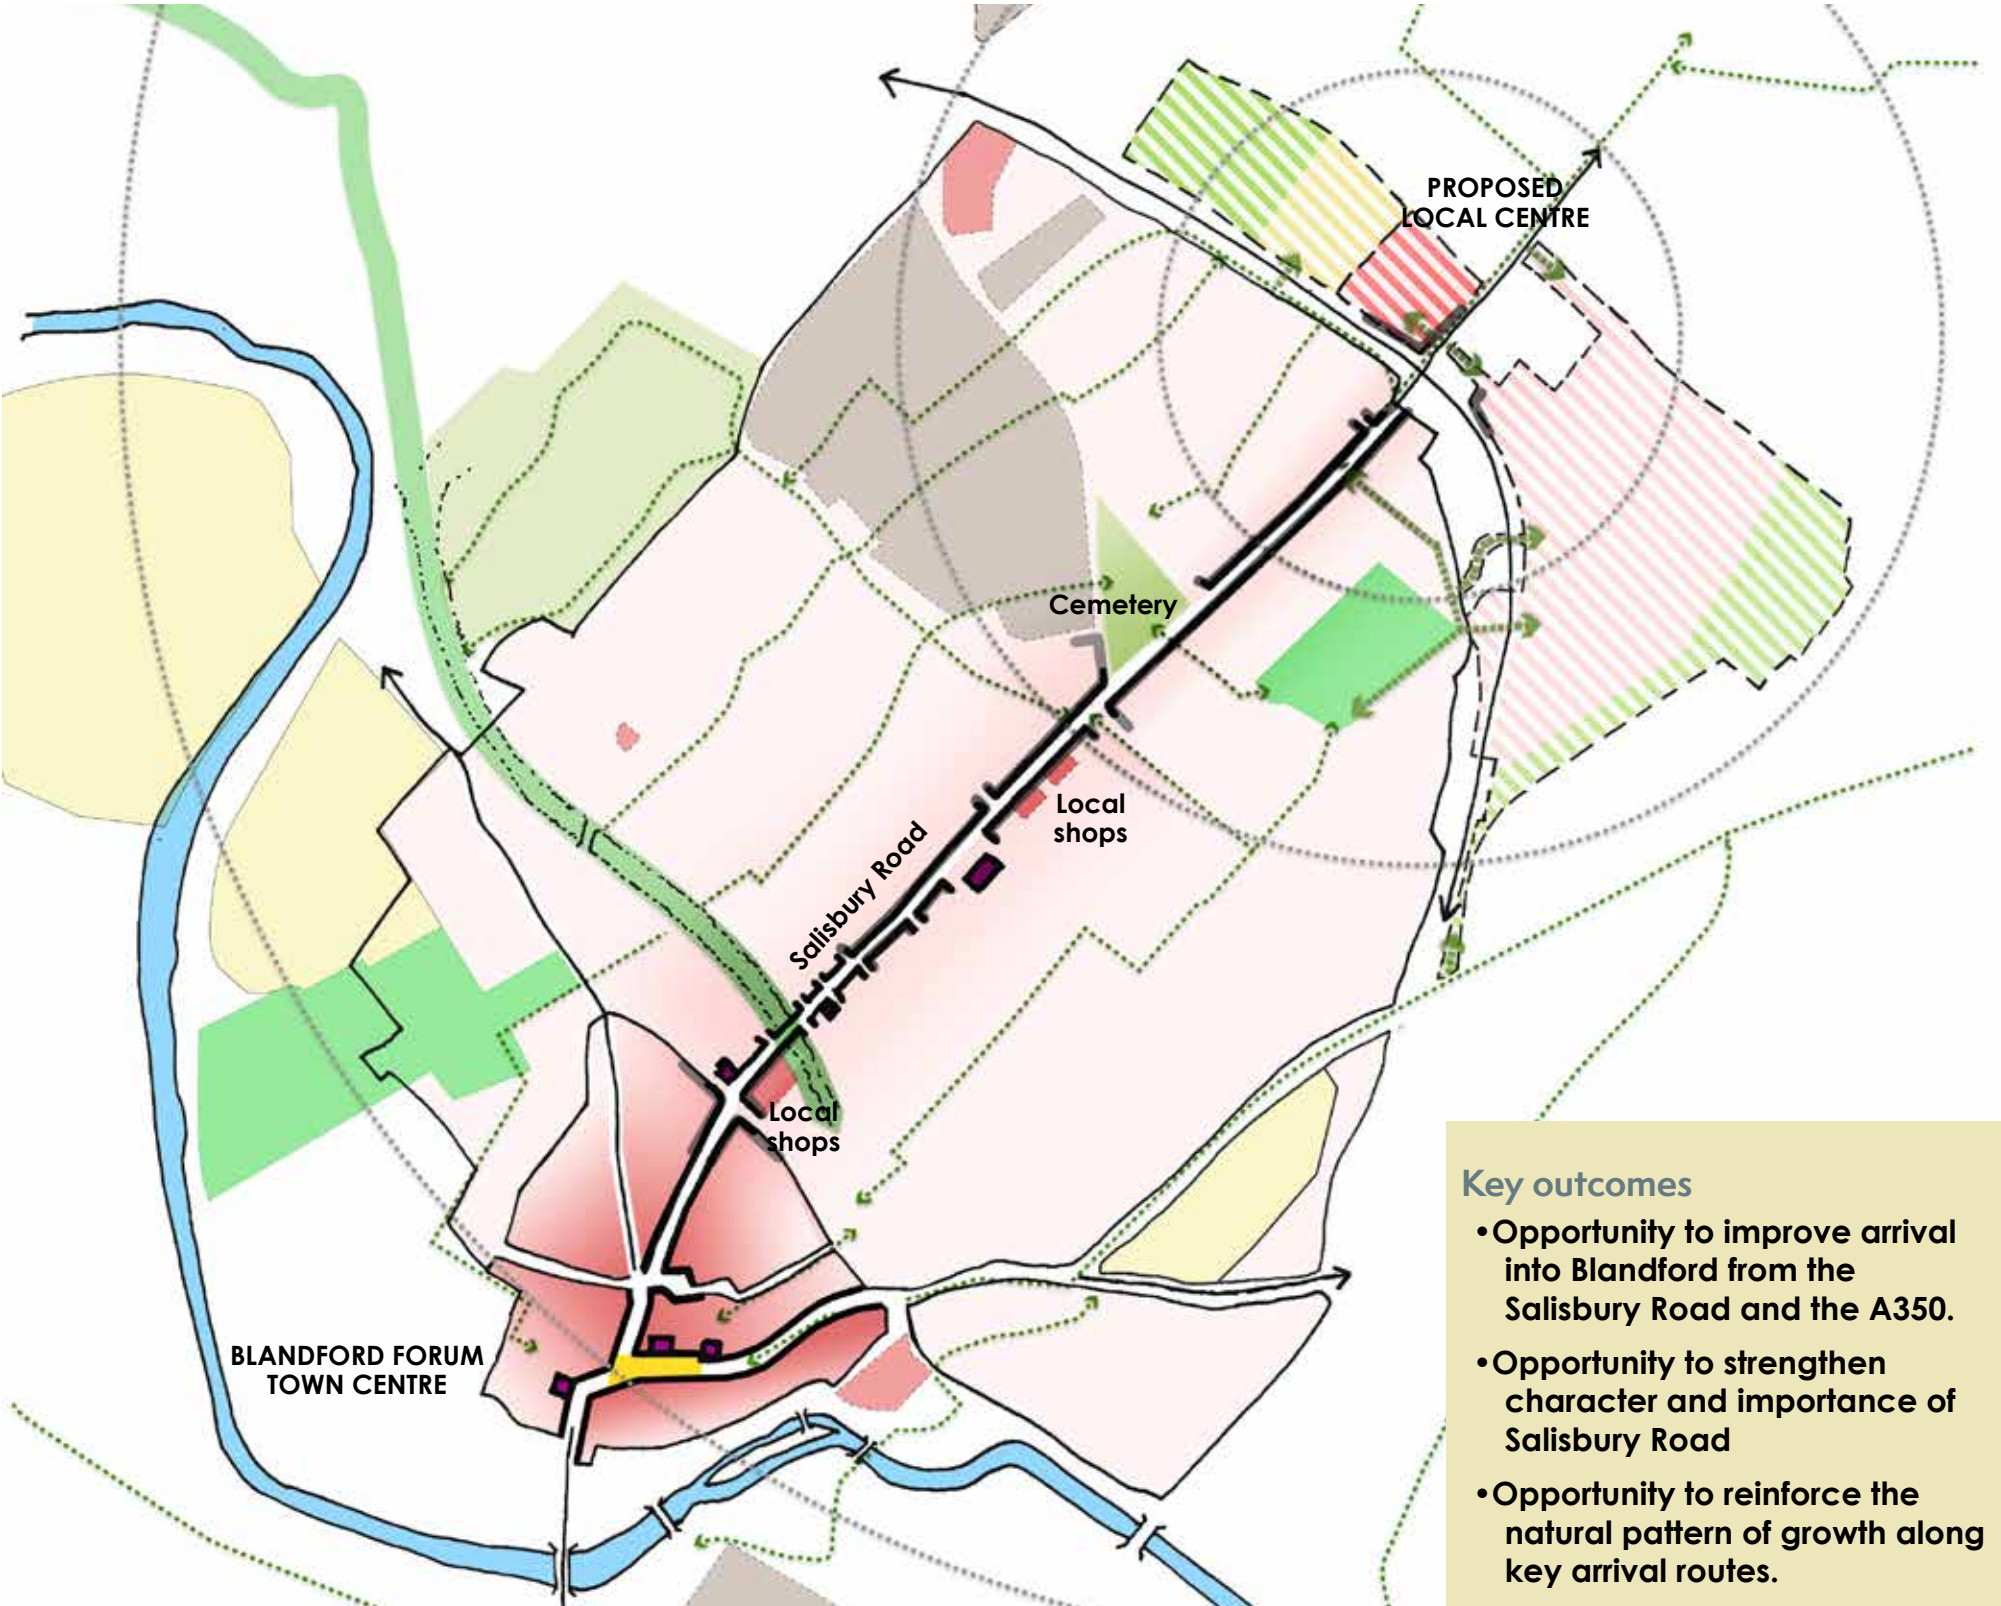 PROPOSED
LOCAL CENTRE
Cemetery
Local
shops
Salisbury Road
Local
shops
BLANDFORD FORUM
TOWN CENTRE
Key outcomes
•Opportunity to improve arrival
into Blandford from the
Salisbury Road and the A350.
•Opportunity to strengthen
character and importance of
Salisbury Road
•Opportunity to reinforce the
natural pattern of growth along
key arrival routes.